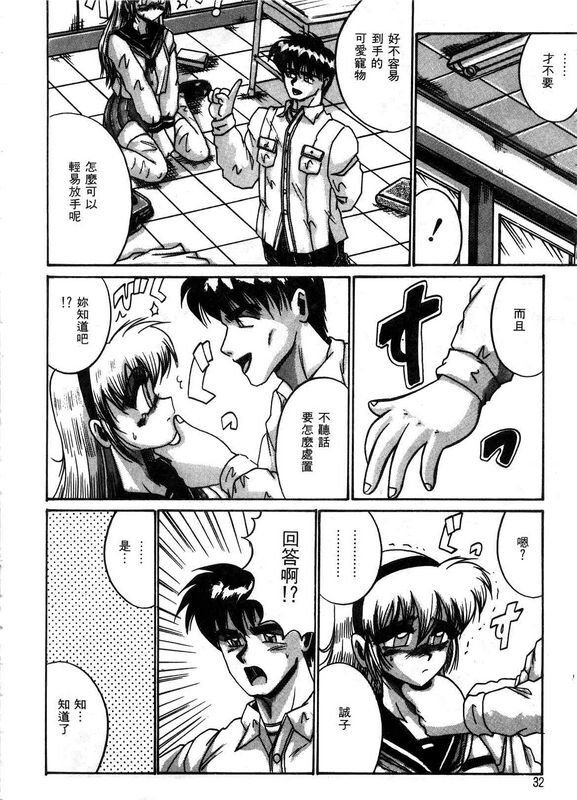 才不要
……
！
好不容易
到手的
可愛寵物
怎麼可以
輕易放手呢
而且
す
っ
妳知道吧
!?
不聽話
要怎麼處置
嗯？
…………
…………
誠子
回答啊!?
……
是…
知…
知道了
32